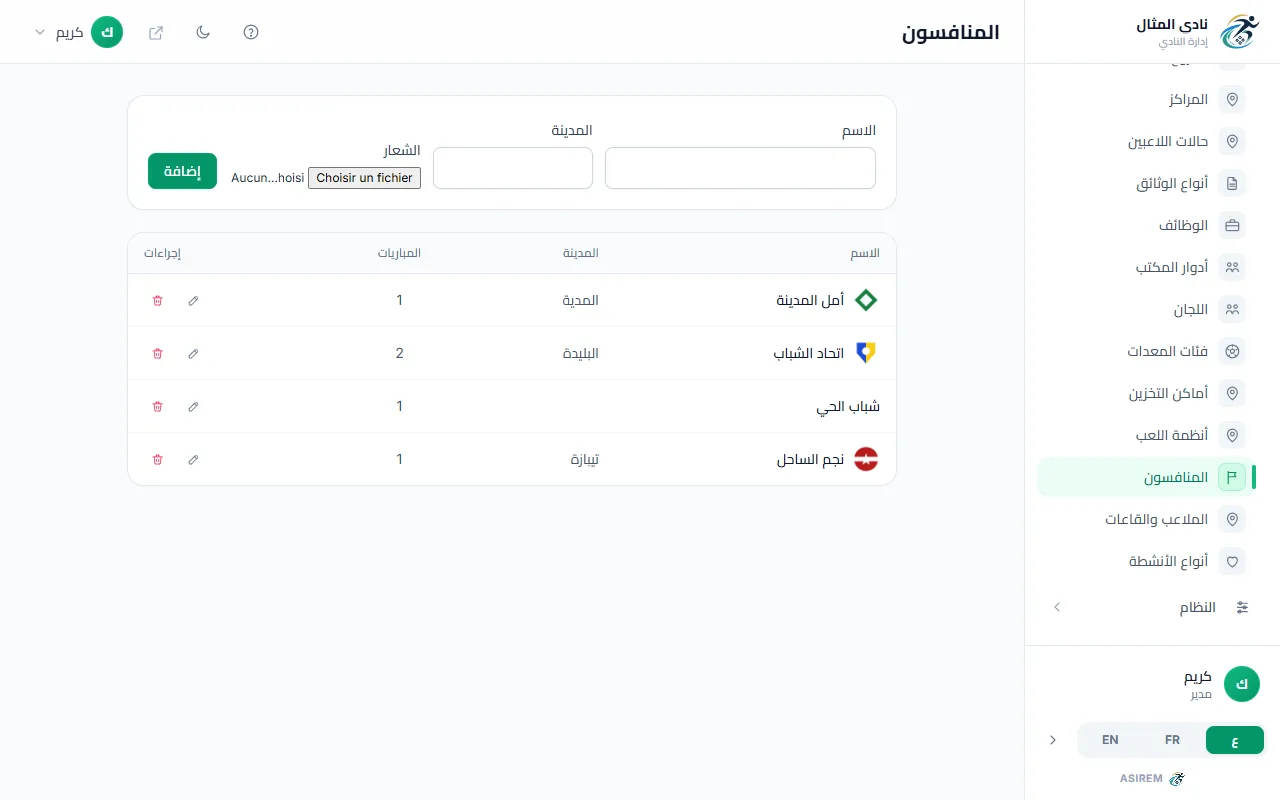 نادي المثال
إدارة النادي
المنافسون
كريم
ك
المراكز
حالات اللاعبين
أنواع الوثائق
الوظائف
أدوار المكتب
اللجان
فئات المعدات
أماكن التخزين
أنظمة اللعب
المنافسون
الملاعب والقاعات
أنواع الأنشطة
النظام
ك
كريم
مدير
ع FR EN
ASIREM
الاسم المدينة الشعار
Choisir un fichier Aucun...hoisi
إضافة
الاسم المدينة المباريات إجراءات
أمل المدينة المدية 1
اتحاد الشباب البليدة 2
شباب الحي 1
نجم الساحل تيبازة 1